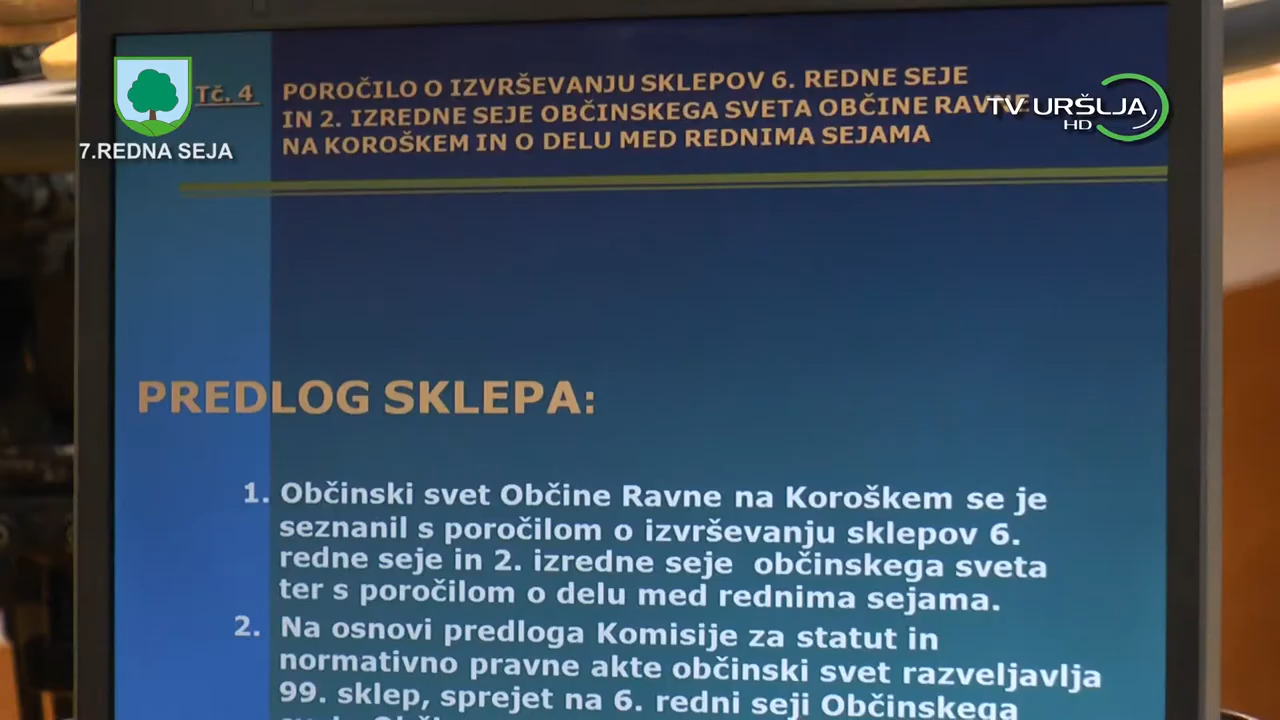 Tč. 4
POROČILO O IZVRŠEVANJU SKLEPOV 6. REDNE SEJE
IN 2. IZREDNE SEJE OBČINSKEGA SVETA OBČINE RAVNE
NA KOROŠKEM IN O DELU MED REDNIMA SEJAMA
TV URŠLJA
HD
7.REDNA SEJA
PREDLOG SKLEPA:
1. Občinski svet Občine Ravne na Koroškem se je
seznanil s poročilom o izvrševanju sklepov 6.
redne seje in 2. izredne seje občinskega sveta
ter s poročilom o delu med rednima sejama.
2. Na osnovi predloga Komisije za statut in
normativno pravne akte občinski svet razveljavlja
99. sklep, sprejet na 6. redni seji Občinskega